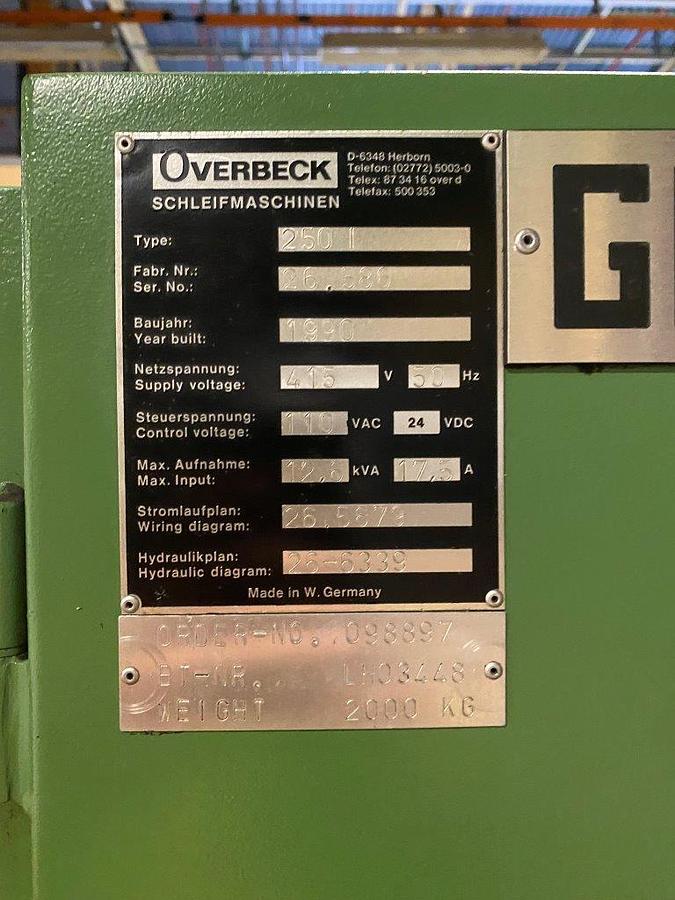 OVERBECK
SCHLEIFMASCHINEN
D-6348 Herborn
Telefon: (02772) 5003-0
Telex: 87 34 16 over d
Telefax: 500 353
Type: 250 I
Fabr. Nr.:
Ser. No.: 26.586
Baujahr:
Year built: 1990
Netzspannung:
Supply voltage: 415 V 50 Hz
Steuerspannung:
Control voltage: 110 VAC 24 VDC
Max. Aufnahme:
Max. Input: 12,6 kVA 17,5 A
Stromlaufplan:
Wiring diagram: 26.5679
Hydraulikplan:
Hydraulic diagram: 26-6339
Made in W. Germany
ORDER-NO. 098897
BT-NR. LH03448
WEIGHT 2000 KG
G